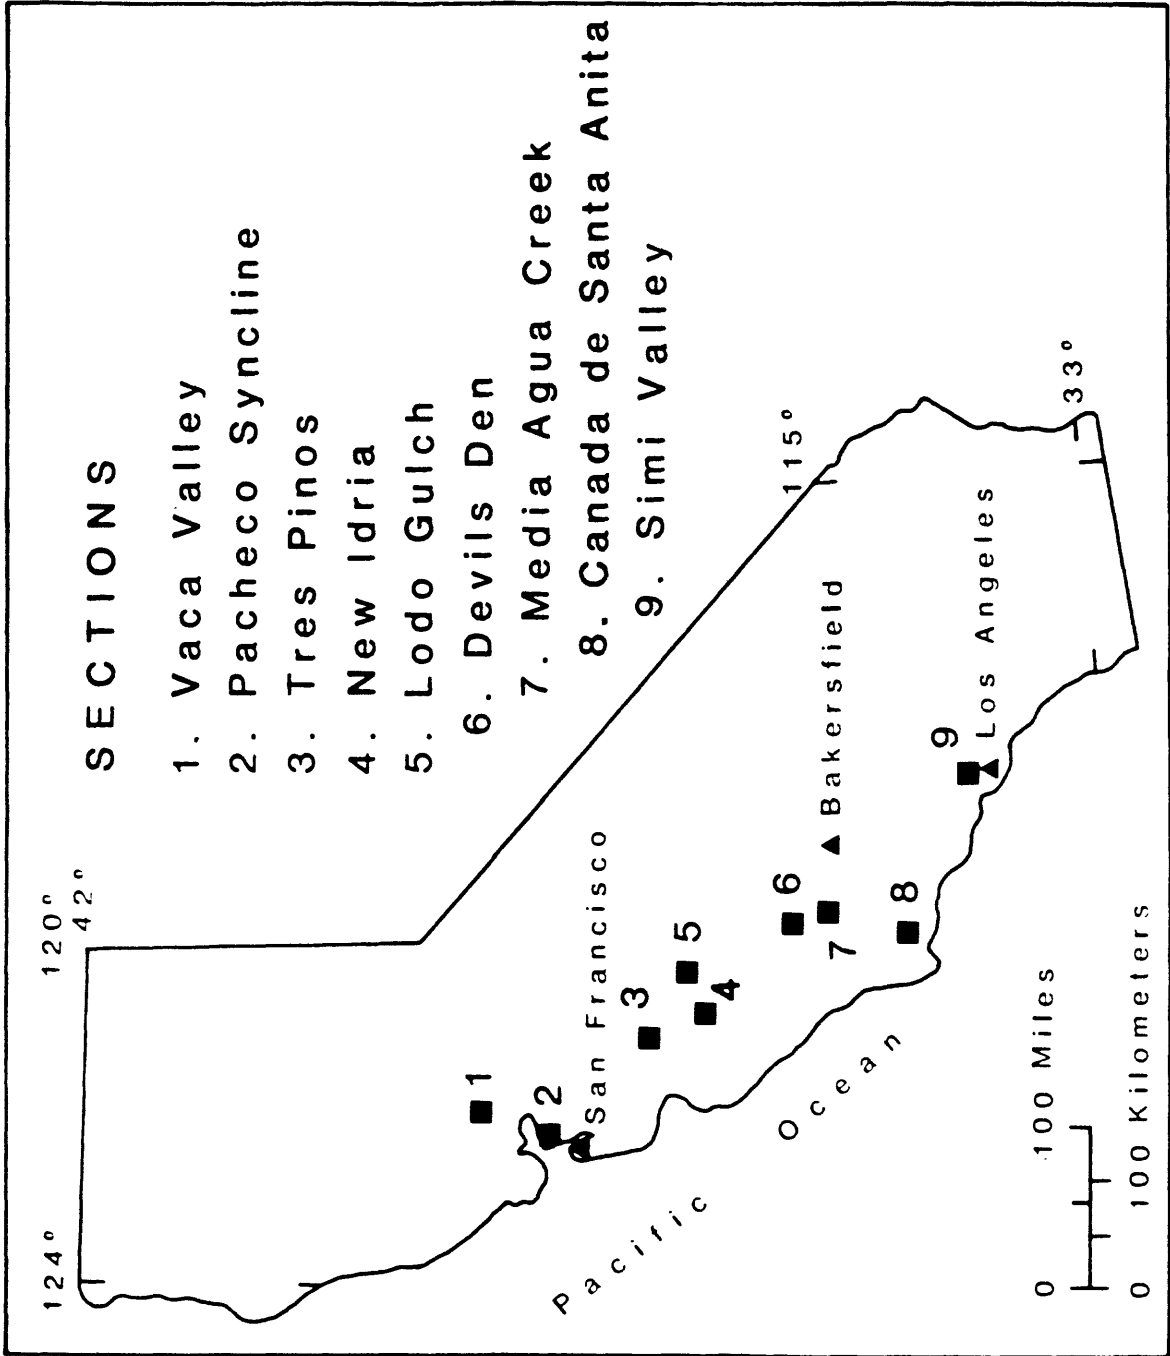 SECTIONS
1. Vaca Valley
2. Pacheco Syncline
3. Tres Pinos
4. New Idria
5. Lodo Gulch
6. Devils Den
7. Media Agua Creek
8. Canada de Santa Anita
9. Simi Valley
124°
120°
42°
1
2
San Francisco
3
4
5
6
7
Bakersfield
8
9
Los Angeles
115°
33°
Pacific Ocean
0 100 Miles
0 100 Kilometers